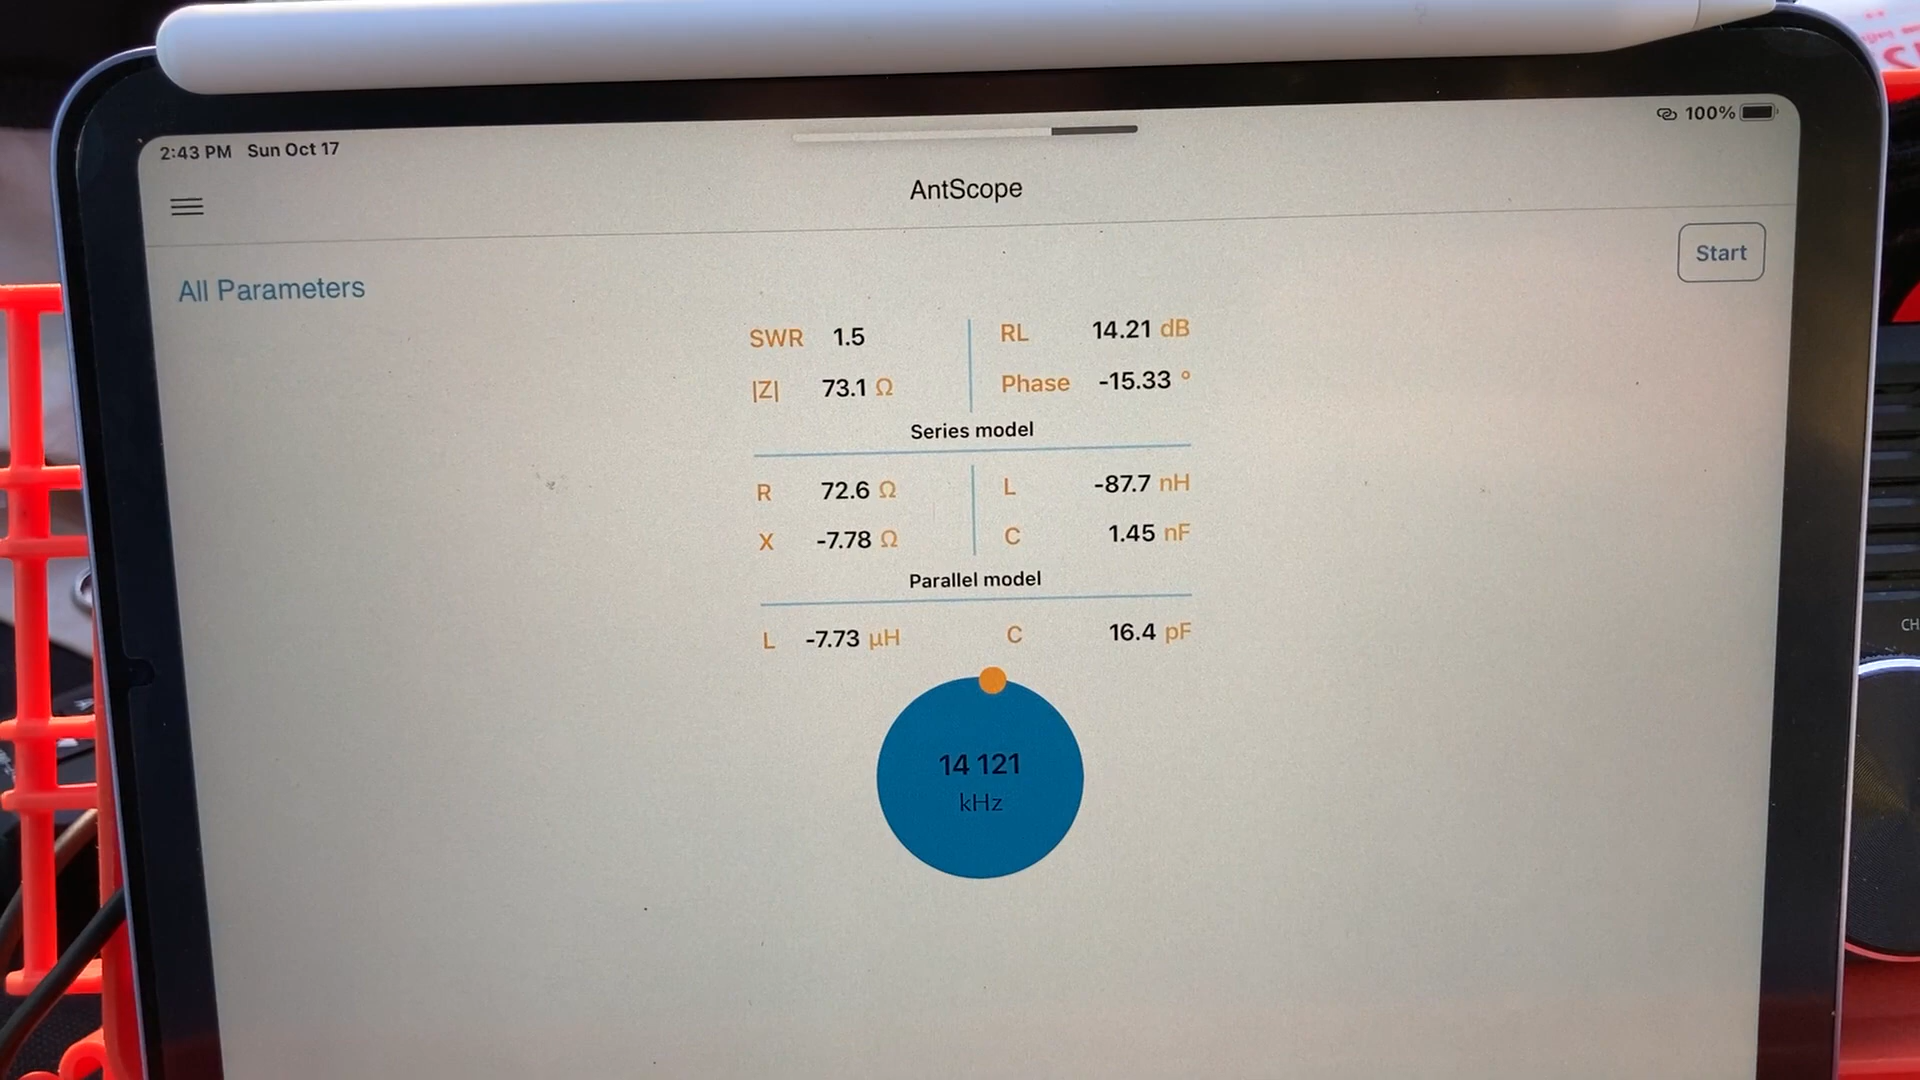 2:43 PM Sun Oct 17
100%
AntScope
Start
All Parameters
SWR 1.5 RL 14.21 dB
|Z| 73.1 Ω Phase -15.33 °
Series model
R 72.6 Ω L -87.7 nH
X -7.78 Ω C 1.45 nF
Parallel model
L -7.73 µH C 16.4 pF
14 121
kHz
CH